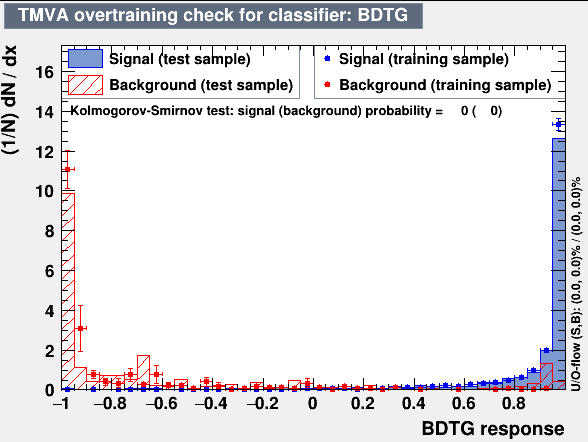 TMVA overtraining check for classifier: BDTG
(1/N) dN / dx
Signal (test sample)
Background (test sample)
Signal (training sample)
Background (training sample)
Kolmogorov-Smirnov test: signal (background) probability = 0 ( 0)
16
14
12
10
8
6
4
2
0
−1 −0.8 −0.6 −0.4 −0.2 0 0.2 0.4 0.6 0.8
BDTG response
U/O-flow (S,B): (0.0, 0.0)% / (0.0, 0.0)%